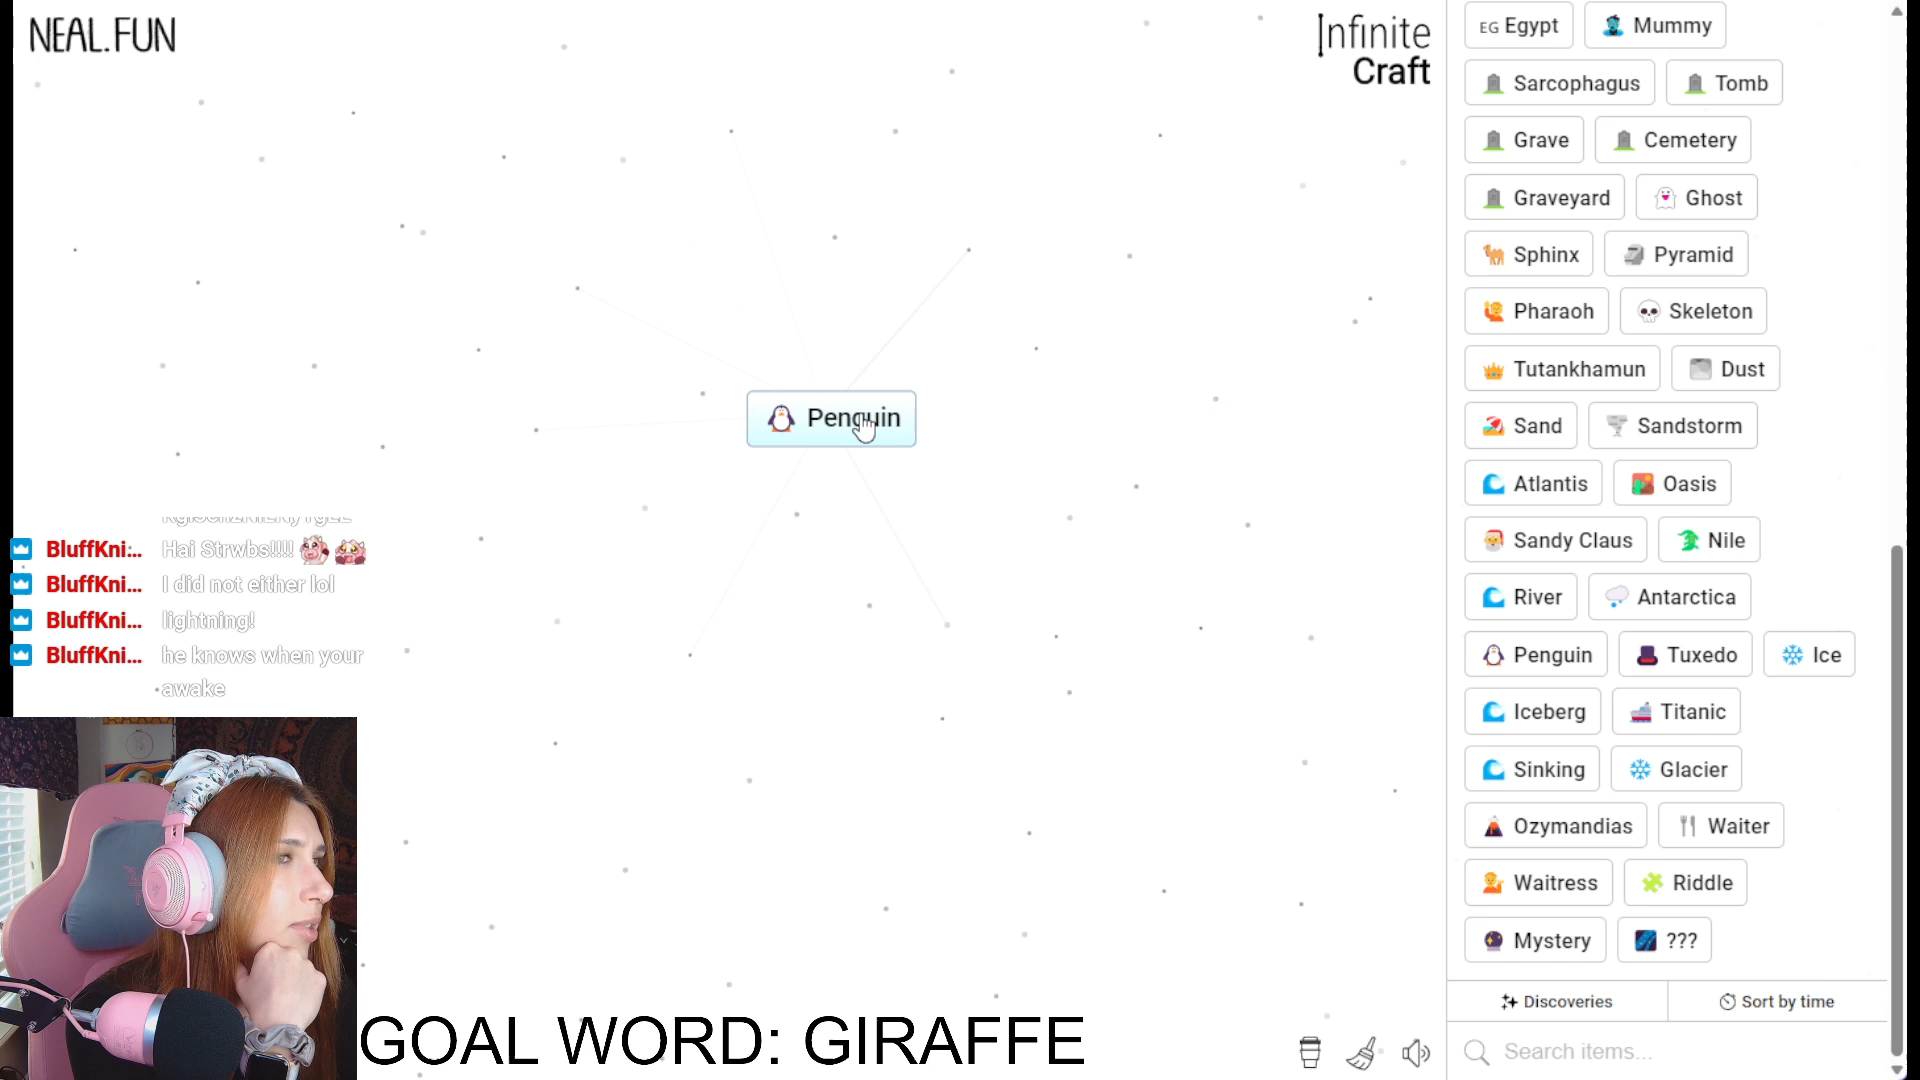 NEAL.FUN
Infinite
Craft
Penguin
EG Egypt
Mummy
Sarcophagus
Tomb
Grave
Cemetery
Graveyard
Ghost
Sphinx
Pyramid
Pharaoh
Skeleton
Tutankhamun
Dust
Sand
Sandstorm
Atlantis
Oasis
Sandy Claus
Nile
River
Antarctica
Penguin
Tuxedo
Ice
Iceberg
Titanic
Sinking
Glacier
Ozymandias
Waiter
Waitress
Riddle
Mystery
???
Discoveries
Sort by time
Search items...
BluffKni... Hai Strwbs!!!!
BluffKni... I did not either lol
BluffKni... lightning!
BluffKni... he knows when your
awake
GOAL WORD: GIRAFFE